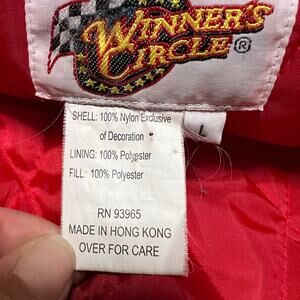 WINNER'S
CIRCLE®
L
SHELL: 100% Nylon Exclusive
of Decoration
LINING: 100% Polyester
FILL: 100% Polyester
RN 93965
MADE IN HONG KONG
OVER FOR CARE